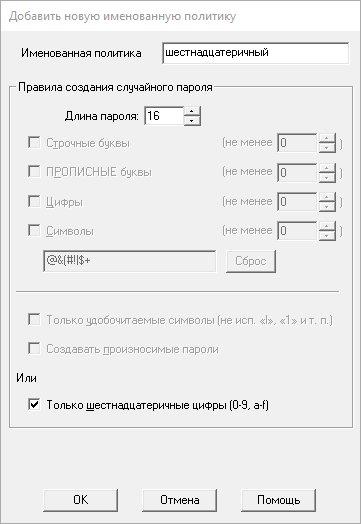 Добавить новую именованную политику
Именованная политика шестнадцатеричный
Правила создания случайного пароля
Длина пароля: 16
Строчные буквы (не менее 0 )
ПРОПИСНЫЕ буквы (не менее 0 )
Цифры (не менее 0 )
Символы (не менее 0 )
@&(#!|$+ Сброс
Только удобочитаемые символы (не исп. «l», «1» и т. п.)
Создавать произносимые пароли
Или
Только шестнадцатеричные цифры (0-9, a-f)
ОК Отмена Помощь